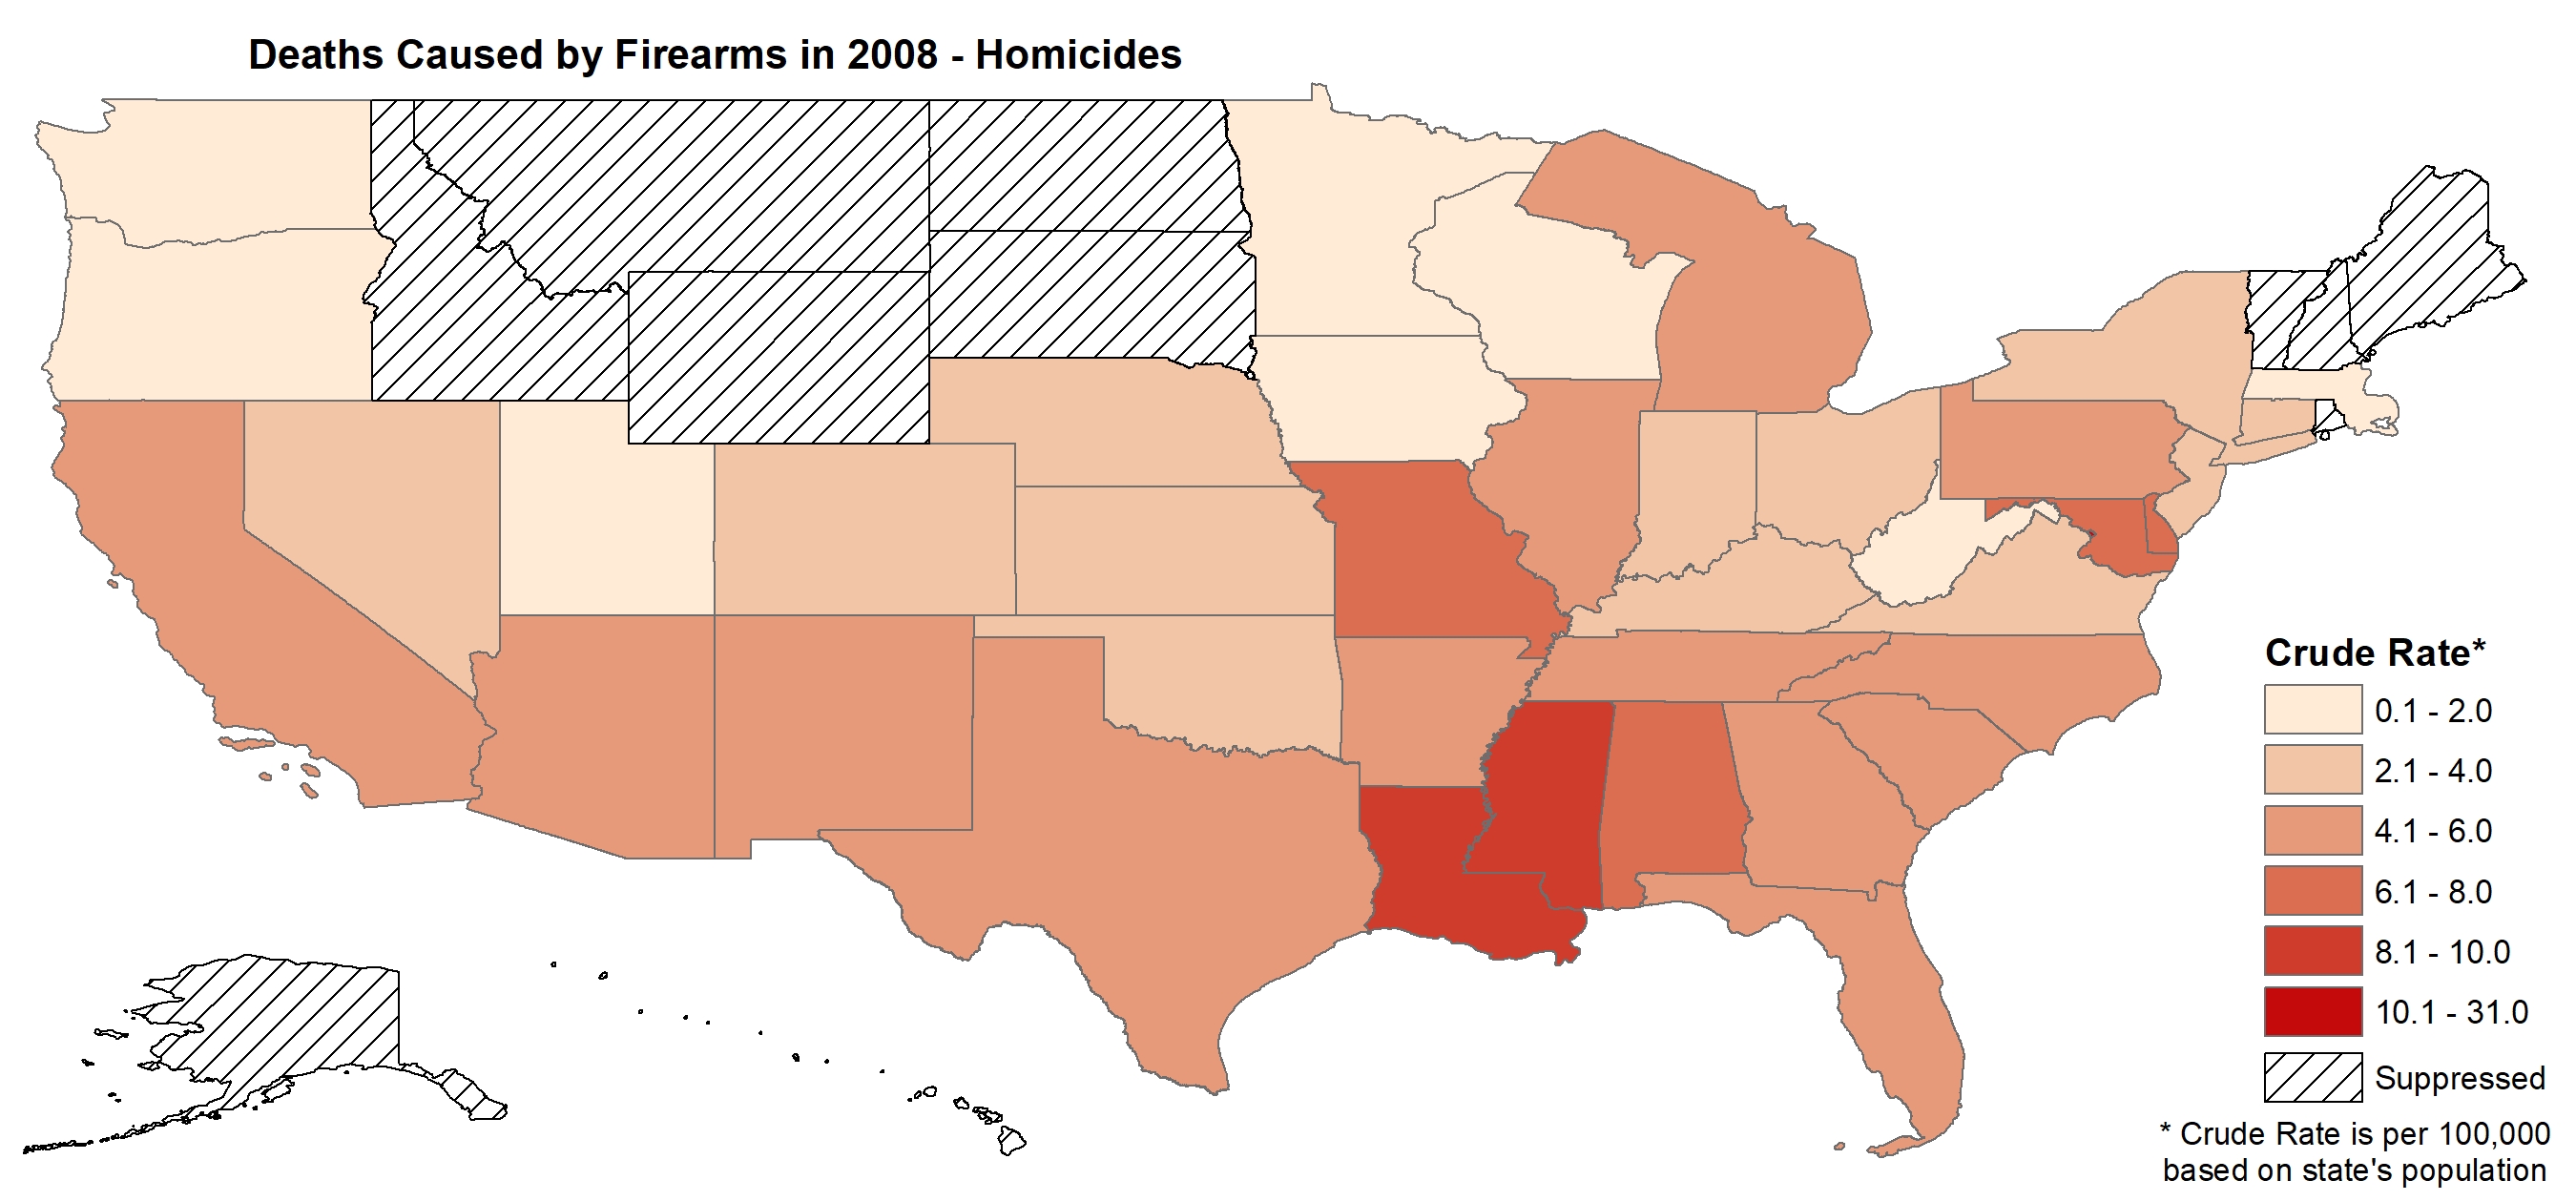 Deaths Caused by Firearms in 2008 - Homicides
Crude Rate*
0.1 - 2.0
2.1 - 4.0
4.1 - 6.0
6.1 - 8.0
8.1 - 10.0
10.1 - 31.0
Suppressed
* Crude Rate is per 100,000
based on state's population